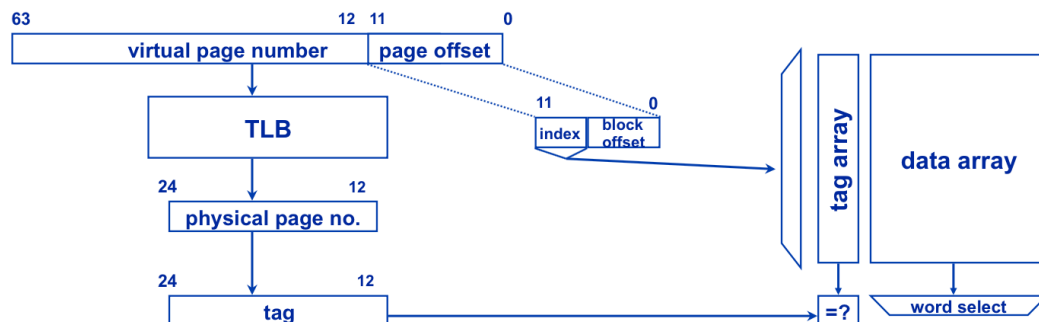 63 12 11 0
virtual page number page offset
TLB
11 0
index block offset
tag array
data array
24 12
physical page no.
24 12
tag
=?
word select